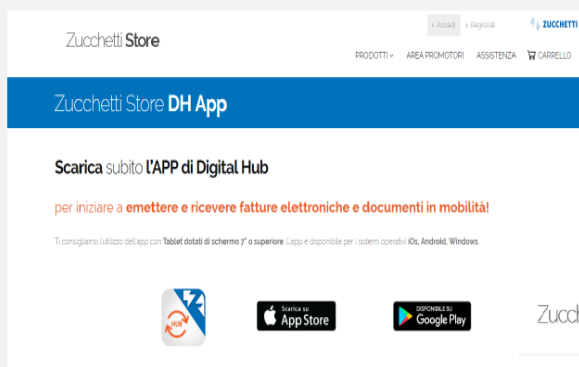 Zucchetti Store
› Accedi › Registrati ZUCCHETTI
PRODOTTI AREA PROMOTORI ASSISTENZA CARRELLO
Zucchetti Store DH App
Scarica subito l'APP di Digital Hub
per iniziare a emettere e ricevere fatture elettroniche e documenti in mobilità!
Ti consigliamo l'utilizzo dell'app con Tablet dotati di schermo 7" o superiore. L'app è disponibile per i sistemi operativi iOs, Android, Windows.
HUB
Scarica su
App Store
DISPONIBILE SU
Google Play